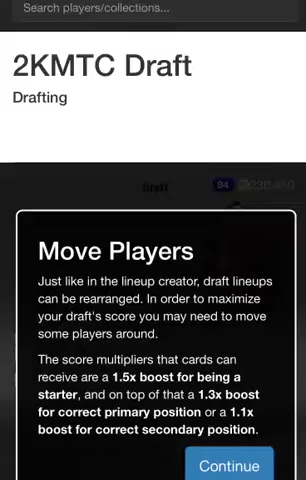 Search players/collections...
2KMTC Draft
Drafting
Draft
94
Move Players
Just like in the lineup creator, draft lineups
can be rearranged. In order to maximize
your draft's score you may need to move
some players around.
The score multipliers that cards can
receive are a 1.5x boost for being a
starter, and on top of that a 1.3x boost
for correct primary position or a 1.1x
boost for correct secondary position.
Continue